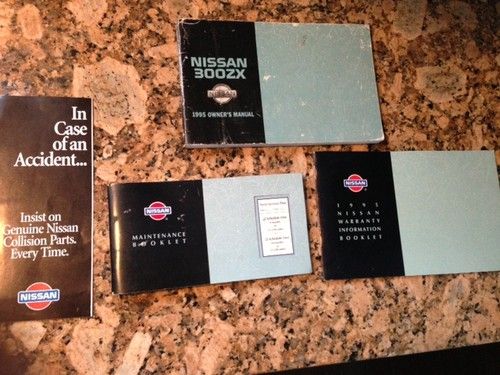 NISSAN
300ZX
NISSAN
1995 OWNER'S MANUAL
In
Case
of an
Accident...
Insist on
Genuine Nissan
Collision Parts.
Every Time.
NISSAN
NISSAN
MAINTENANCE
BOOKLET
NISSAN
1995
NISSAN
WARRANTY
INFORMATION
BOOKLET